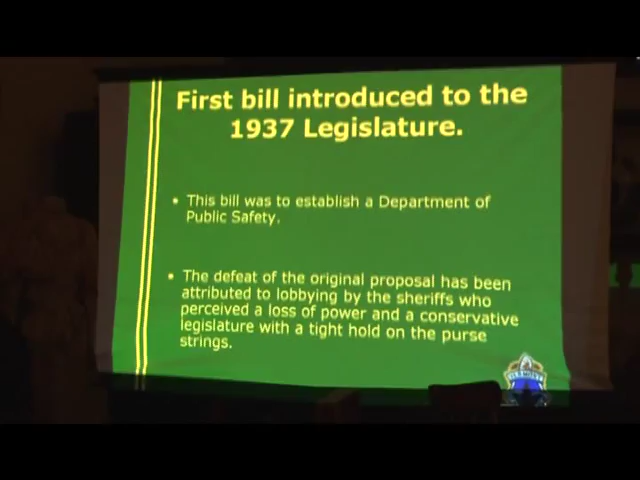 First bill introduced to the
1937 Legislature.
• This bill was to establish a Department of
Public Safety.
• The defeat of the original proposal has been
attributed to lobbying by the sheriffs who
perceived a loss of power and a conservative
legislature with a tight hold on the purse
strings.
VERMONT